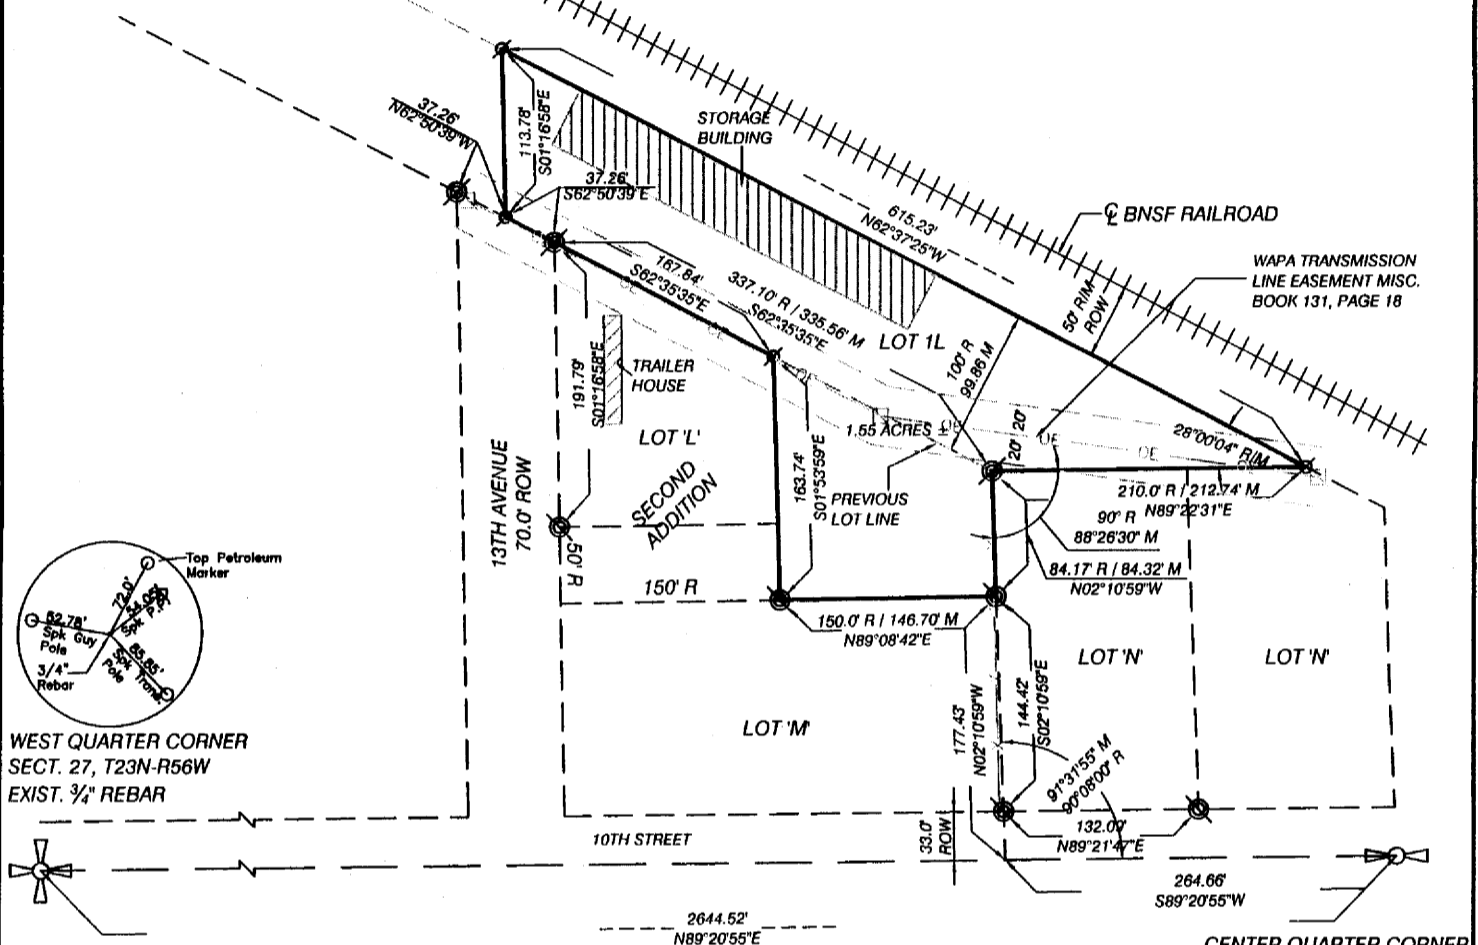 37.26'
N62°50'39"W
113.78'
S01°16'58"E
STORAGE
BUILDING
37.26'
S62°50'39"E
615.23'
N62°37'25"W
℄ BNSF RAILROAD
WAPA TRANSMISSION
LINE EASEMENT MISC.
BOOK 131, PAGE 18
50' R/M
ROW
167.84'
S62°35'35"E
337.10' R / 335.56' M
S62°35'35"E
LOT 1L
100' R
99.86 M
191.79'
S01°16'58"E
TRAILER
HOUSE
OE
OE
OE
OE
OE
OE
1.55 ACRES ±
20' 20'
28°00'04" R/M
LOT 'L'
13TH AVENUE
70.0' ROW
SECOND
ADDITION
163.74'
S01°53'59"E
PREVIOUS
LOT LINE
210.0' R / 212.74' M
N89°22'31"E
90° R
88°26'30" M
84.17' R / 84.32' M
N02°10'59"W
50' R
150' R
150.0' R / 146.70' M
N89°08'42"E
Top Petroleum
Marker
72.0'
54.05'
Spk P.P.
52.78'
Spk Guy
Pole
65.85'
Spk Trans.
Pole
3/4"
Rebar
LOT 'N'
LOT 'N'
LOT 'M'
177.43'
N02°10'59"W
144.42'
S02°10'59"E
91°31'55" M
90°08'00" R
WEST QUARTER CORNER
SECT. 27, T23N-R56W
EXIST. ¾" REBAR
10TH STREET
33.0'
ROW
132.09'
N89°21'47"E
264.66'
S89°20'55"W
2644.52'
N89°20'55"E
CENTER QUARTER CORNER